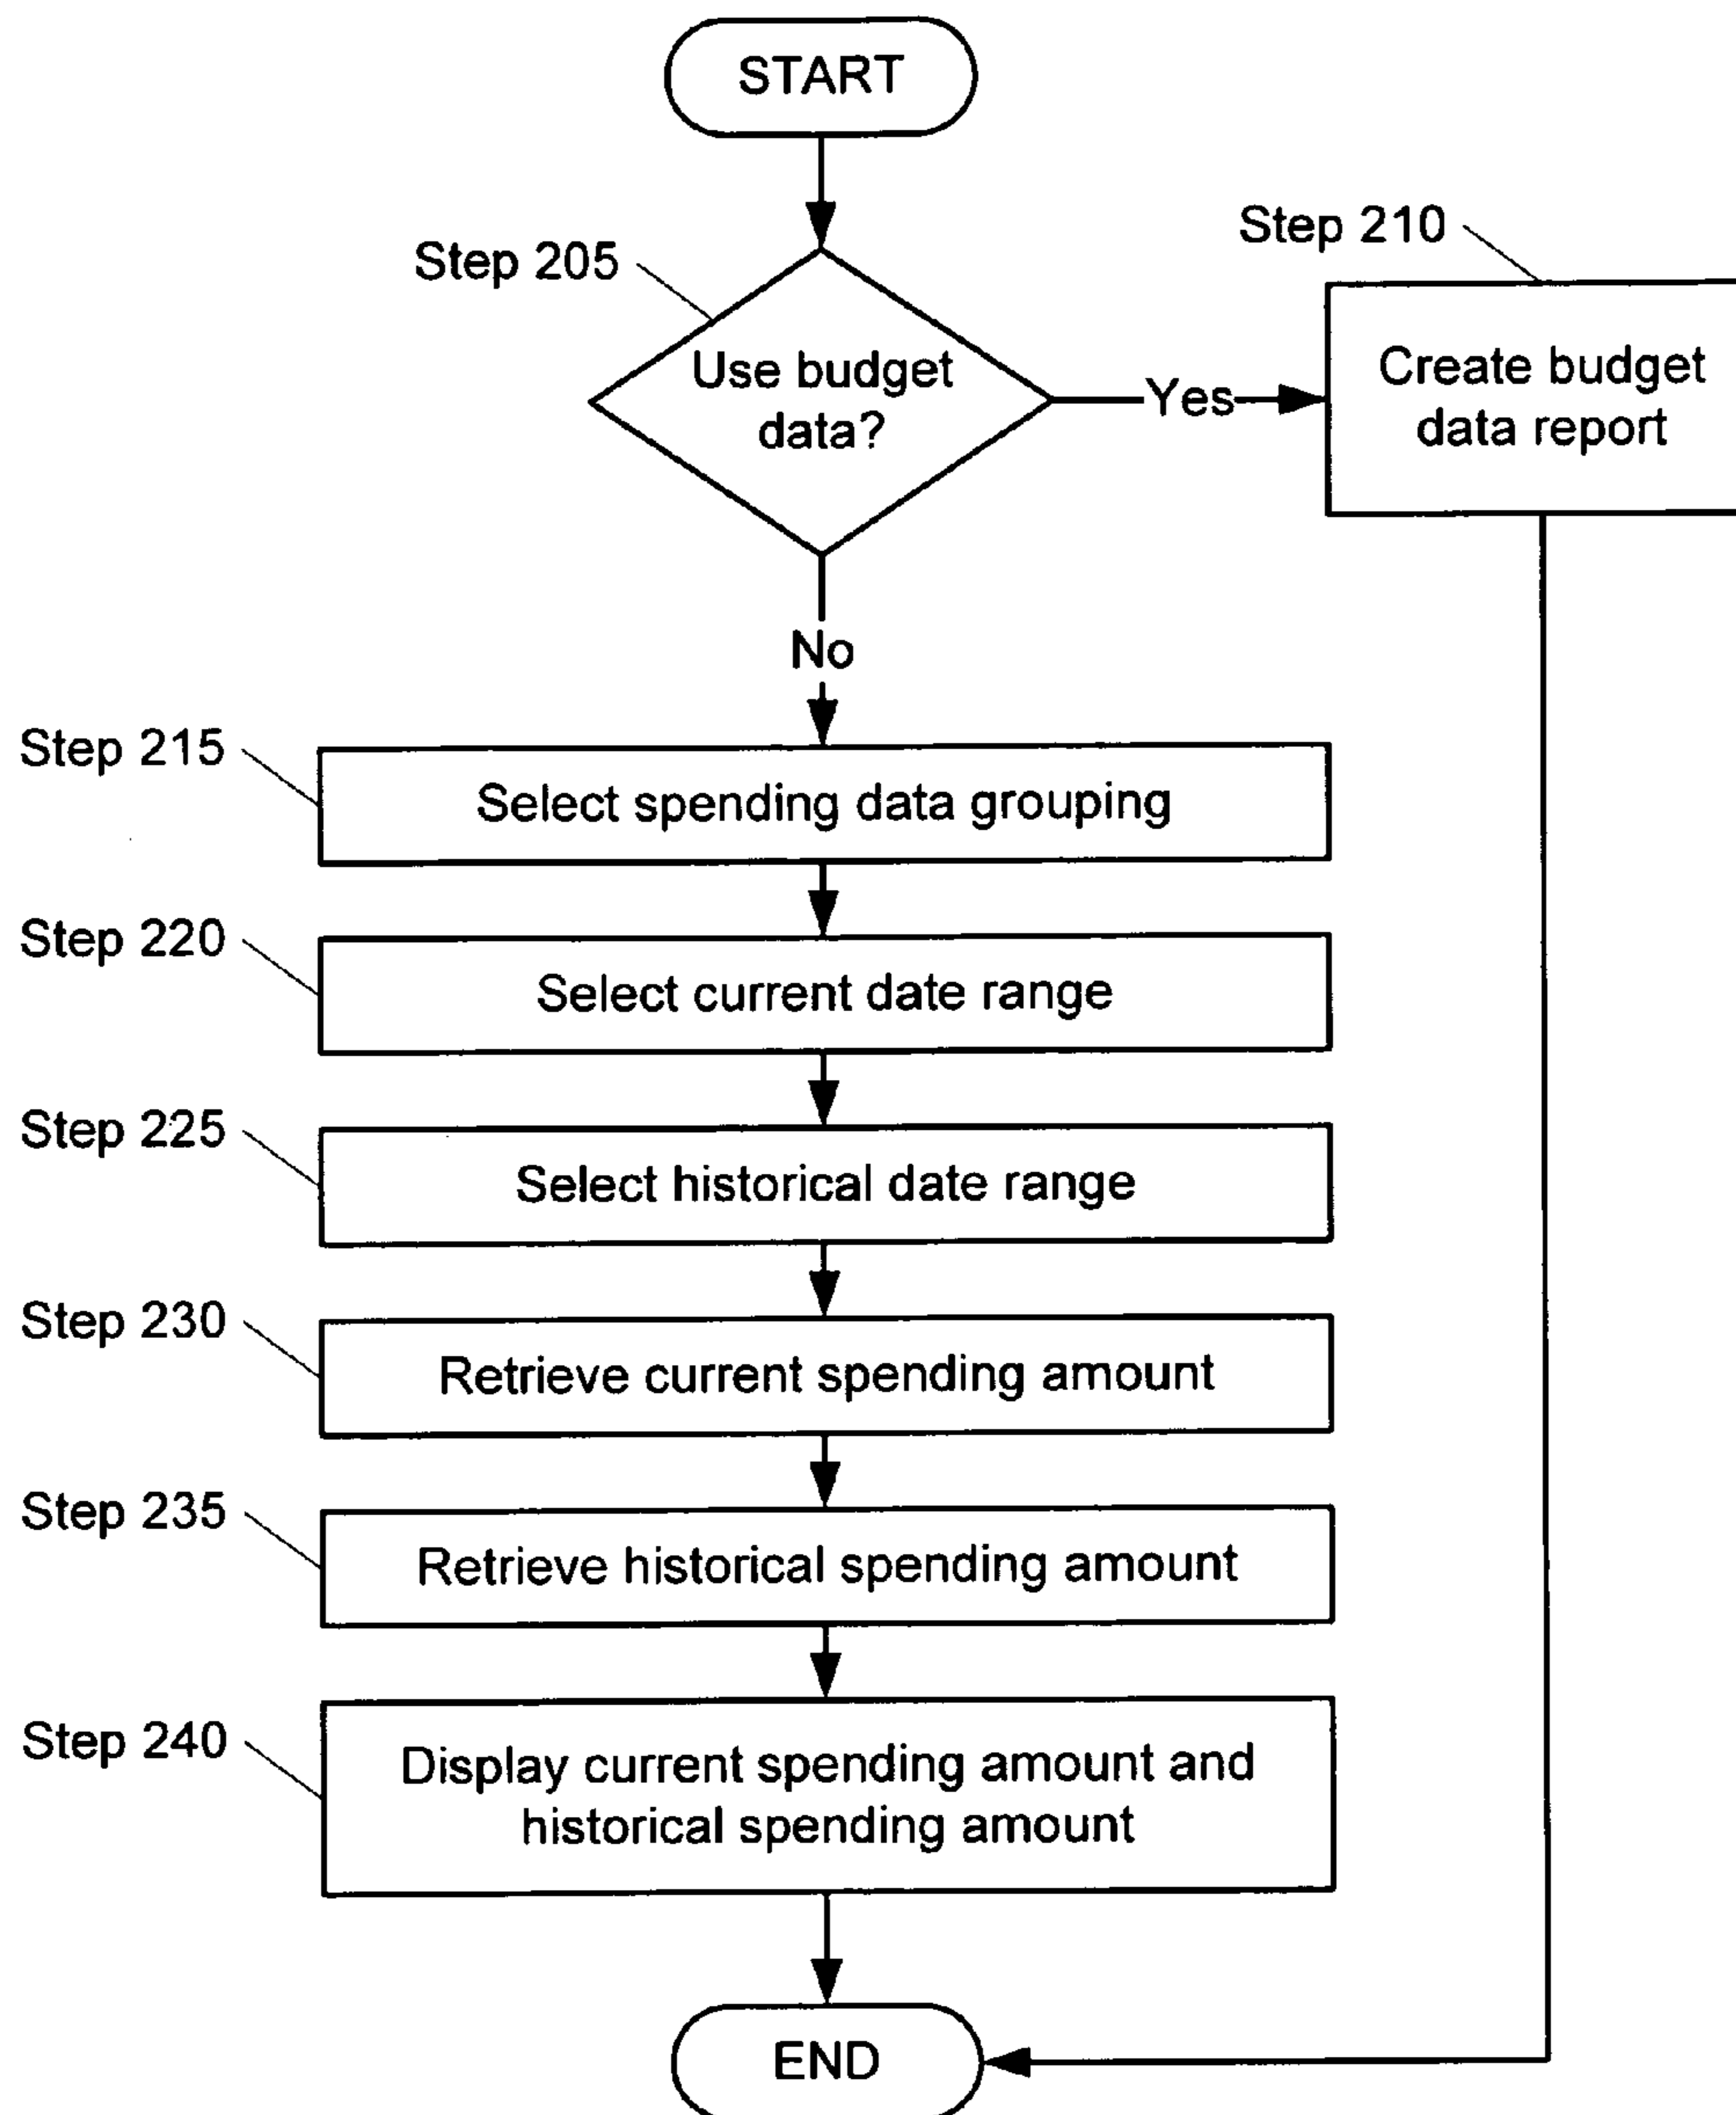 START
Step 205
Step 210
Use budget
data?
Yes
Create budget
data report
No
Step 215
Select spending data grouping
Step 220
Select current date range
Step 225
Select historical date range
Step 230
Retrieve current spending amount
Step 235
Retrieve historical spending amount
Step 240
Display current spending amount and
historical spending amount
END